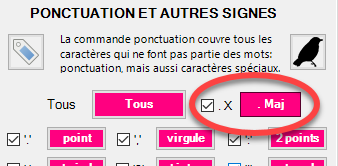 PONCTUATION ET AUTRES SIGNES
La commande ponctuation couvre tous les
caractères qui ne font pas partie des mots:
ponctuation, mais aussi caractères spéciaux.
Tous Tous . X . Maj
'.' point ',' virgule ':' 2 points